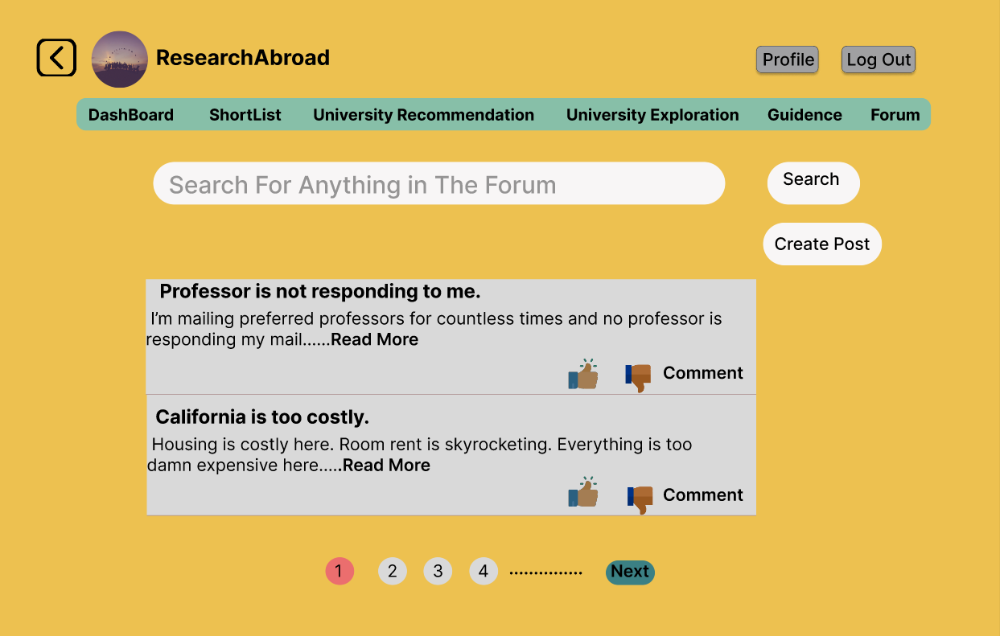 ResearchAbroad
Profile
Log Out
DashBoard
ShortList
University Recommendation
University Exploration
Guidence
Forum
Search For Anything in The Forum
Search
Create Post
Professor is not responding to me.
I’m mailing preferred professors for countless times and no professor is
responding my mail......Read More
Comment
California is too costly.
Housing is costly here. Room rent is skyrocketing. Everything is too
damn expensive here.....Read More
Comment
1 2 3 4 ............... Next